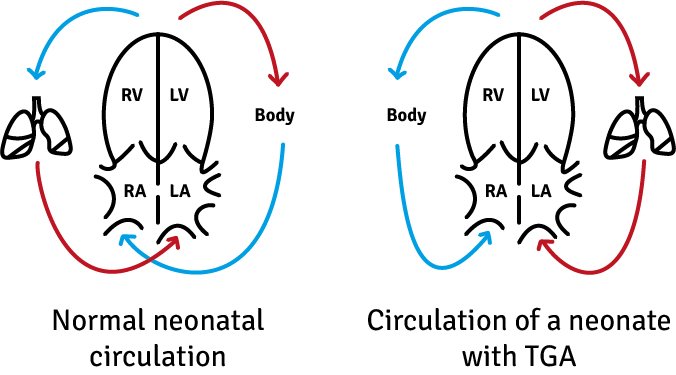 RV LV
Body
RA LA
Normal neonatal
circulation
RV LV
Body
RA LA
Circulation of a neonate
with TGA